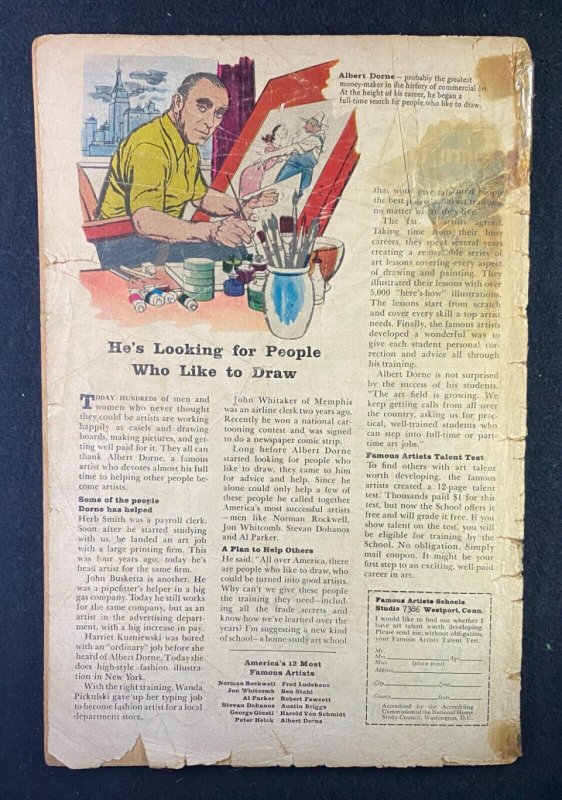 Albert Dorne — probably the greatest
money-maker in the history of commercial art.
At the height of his career, he began a
full-time search for people who like to draw.
He's Looking for People
Who Like to Draw
TODAY HUNDREDS of men and
women who never thought
they could be artists are working
happily at easels and drawing
boards, making pictures, and get-
ting well paid for it. They all can
thank Albert Dorne, a famous
artist who devotes almost his full
time to helping other people be-
come artists.
Some of the people
Dorne has helped
Herb Smith was a payroll clerk.
Soon after he started studying
with us, he landed an art job
with a large printing firm. This
was four years ago; today he's
head artist for the same firm.
John Busketta is another. He
was a pipefitter's helper in a big
gas company. Today he still works
for the same company, but as an
artist in the advertising depart-
ment, with a big increase in pay.
Harriet Kuzniewski was bored
with an "ordinary" job before she
heard of Albert Dorne. Today she
does high-style fashion illustra-
tion in New York.
With the right training, Wanda
Pickulski gave up her typing job
to become fashion artist for a local
department store.
John Whitaker of Memphis
was an airline clerk two years ago.
Recently he won a national car-
tooning contest and was signed
to do a newspaper comic strip.
Long before Albert Dorne
started looking for people who
like to draw, they came to him
for advice and help. Since he
alone could only help a few of
these people he called together
America's most successful artists
—men like Norman Rockwell,
Jon Whitcomb, Stevan Dohanos
and Al Parker.
A Plan to Help Others
He said: "All over America, there
are people who like to draw, who
could be turned into good artists.
Why can't we give these people
the training they need—includ-
ing all the trade secrets and
know-how we've learned over the
years? I'm suggesting a new kind
of school—a home study art school
that would give talented people
the best possible art training
no matter where they live."
The artists agreed.
Taking time from their busy
careers, they spent several years
creating a remarkable series of
art lessons covering every aspect
of drawing and painting. They
illustrated their lessons with over
5,000 "here's-how" illustrations.
The lessons start from scratch
and cover every skill a top artist
needs. Finally, the famous artists
developed a wonderful way to
give each student personal cor-
rection and advice all through
his training.
Albert Dorne is not surprised
by the success of his students.
"The art field is growing. We
keep getting calls from all over
the country, asking us for prac-
tical, well-trained students who
can step into full-time or part-
time art jobs."
Famous Artists Talent Test
To find others with art talent
worth developing, the famous
artists created a 12-page talent
test. Thousands paid $1 for this
test, but now the School offers it
free and will grade it free. If you
show talent on the test, you will
be eligible for training by the
School. No obligation. Simply
mail coupon. It might be your
first step to an exciting, well-paid
career in art.
America's 12 Most
Famous Artists
Norman Rockwell Fred Ludekens
Jon Whitcomb Ben Stahl
Al Parker Robert Fawcett
Stevan Dohanos Austin Briggs
George Giusti Harold Von Schmidt
Peter Helck Albert Dorne
Famous Artists Schools
Studio 7386 Westport, Conn.
I would like to find out whether I
have art talent worth developing.
Please send me, without obligation,
your Famous Artists Talent Test.
Mr.
Mrs. Age
Miss (please print)
Address
City Zone
County State
Accredited by the Accrediting
Commission of the National Home
Study Council, Washington, D.C.